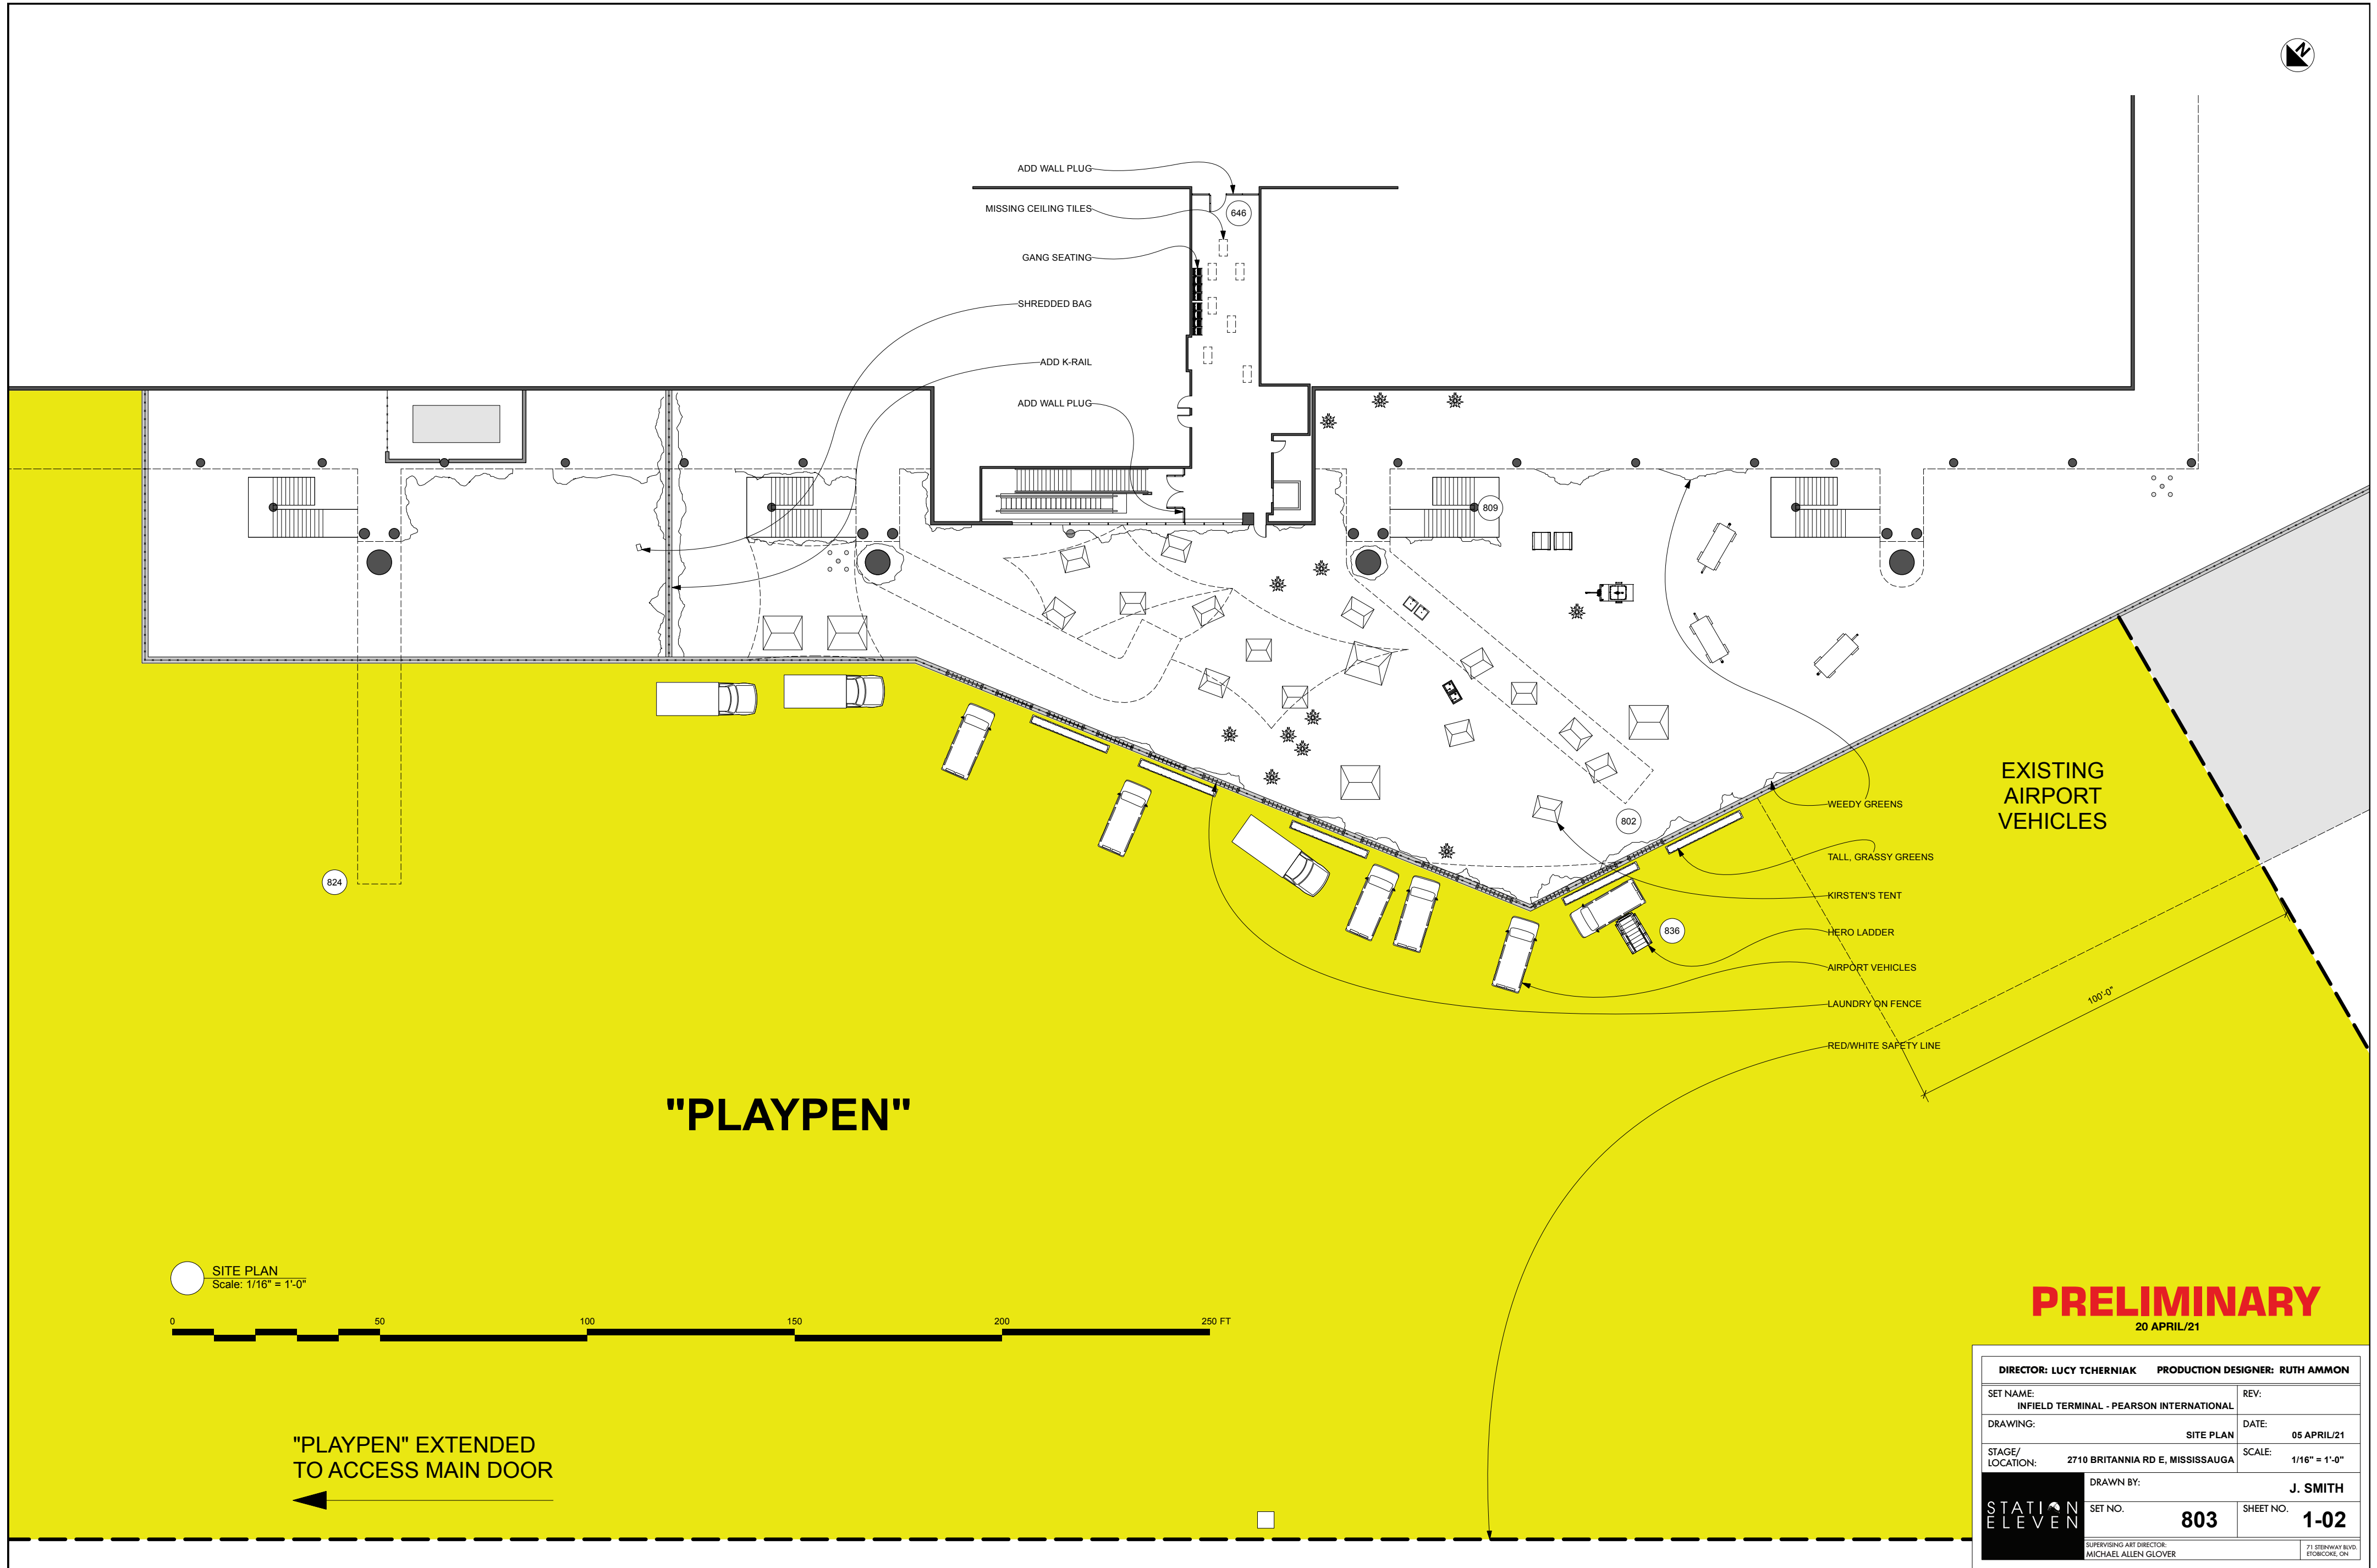 N
ADD WALL PLUG
MISSING CEILING TILES
646
GANG SEATING
SHREDDED BAG
ADD K-RAIL
ADD WALL PLUG
809
EXISTING
AIRPORT
VEHICLES
WEEDY GREENS
802
TALL, GRASSY GREENS
824
KIRSTEN'S TENT
836
HERO LADDER
AIRPORT VEHICLES
100'-0"
LAUNDRY ON FENCE
RED/WHITE SAFETY LINE
"PLAYPEN"
SITE PLAN
Scale: 1/16" = 1'-0"
0 50 100 150 200 250 FT
PRELIMINARY
20 APRIL/21
"PLAYPEN" EXTENDED
TO ACCESS MAIN DOOR
DIRECTOR: LUCY TCHERNIAK PRODUCTION DESIGNER: RUTH AMMON
SET NAME: REV:
INFIELD TERMINAL - PEARSON INTERNATIONAL
DRAWING: DATE:
SITE PLAN 05 APRIL/21
STAGE/
LOCATION: 2710 BRITANNIA RD E, MISSISSAUGA SCALE: 1/16" = 1'-0"
DRAWN BY:
J. SMITH
STATION
ELEVEN
SET NO. 803 SHEET NO. 1-02
SUPERVISING ART DIRECTOR:
MICHAEL ALLEN GLOVER
71 STEINWAY BLVD.
ETOBICOKE, ON